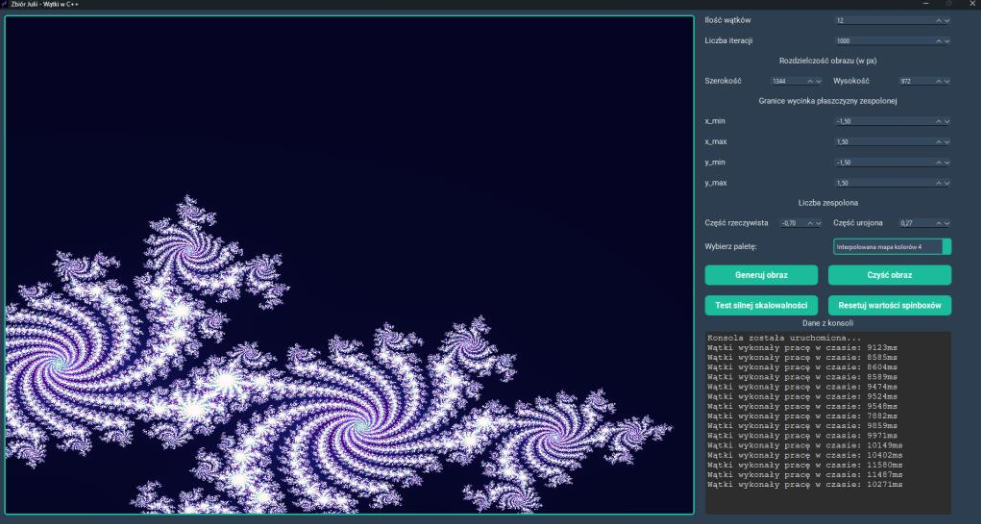 Zbiór Julii - Wątki w C++
Ilość wątków 12
Liczba iteracji 1000
Rozdzielczość obrazu (w px)
Szerokość 1344 Wysokość 972
Granice wycinka płaszczyzny zespolonej
x_min -1,50
x_max 1,50
y_min -1,50
y_max 1,50
Liczba zespolona
Część rzeczywista -0,70 Część urojona 0,27
Wybierz paletę: Interpolowana mapa kolorów 4
Generuj obraz Czyść obraz
Test silnej skalowalności Resetuj wartości spinboxów
Dane z konsoli
Konsola została uruchomiona...
Wątki wykonały pracę w czasie: 9123ms
Wątki wykonały pracę w czasie: 8585ms
Wątki wykonały pracę w czasie: 8604ms
Wątki wykonały pracę w czasie: 8589ms
Wątki wykonały pracę w czasie: 9474ms
Wątki wykonały pracę w czasie: 9524ms
Wątki wykonały pracę w czasie: 9548ms
Wątki wykonały pracę w czasie: 7882ms
Wątki wykonały pracę w czasie: 9859ms
Wątki wykonały pracę w czasie: 9971ms
Wątki wykonały pracę w czasie: 10149ms
Wątki wykonały pracę w czasie: 10402ms
Wątki wykonały pracę w czasie: 11580ms
Wątki wykonały pracę w czasie: 11487ms
Wątki wykonały pracę w czasie: 10271ms